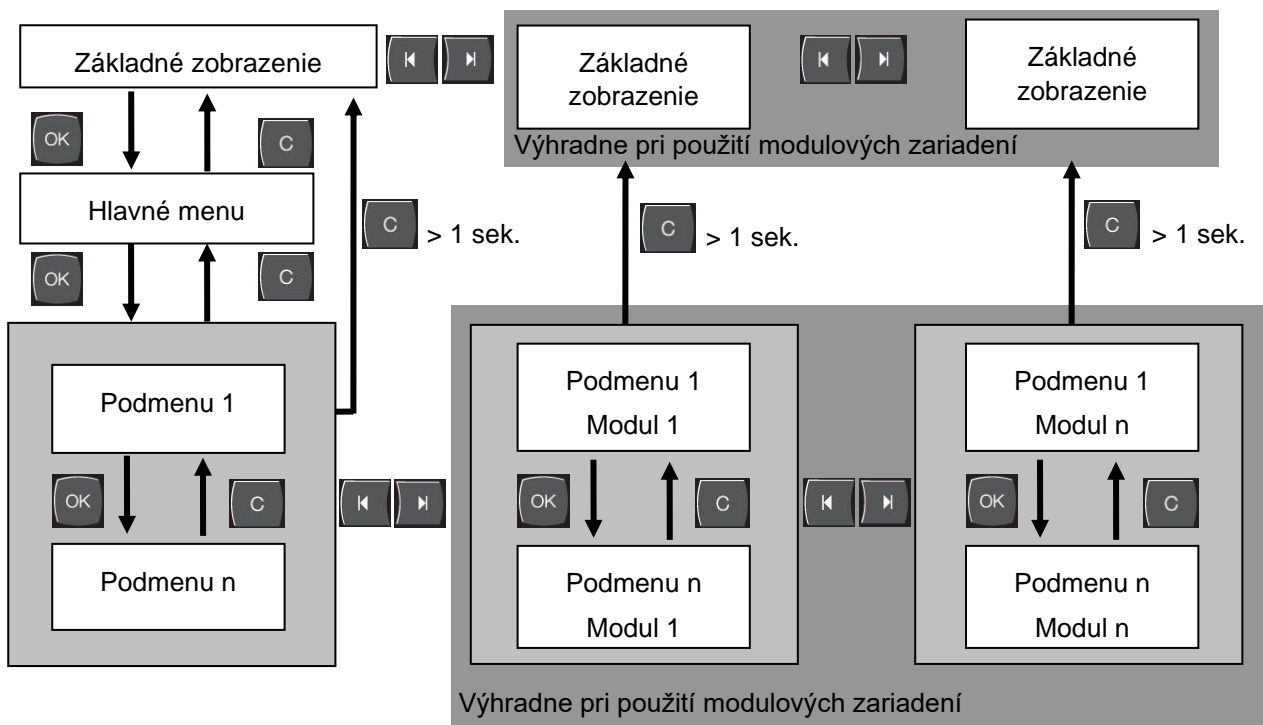 Základné zobrazenie
Základné
zobrazenie
Základné
zobrazenie
Výhradne pri použití modulových zariadení
OK
C
Hlavné menu
C
> 1 sek.
C
> 1 sek.
C
> 1 sek.
OK
C
Podmenu 1
Podmenu 1
Modul 1
Podmenu 1
Modul n
OK
C
OK
C
OK
C
Podmenu n
Podmenu n
Modul 1
Podmenu n
Modul n
Výhradne pri použití modulových zariadení